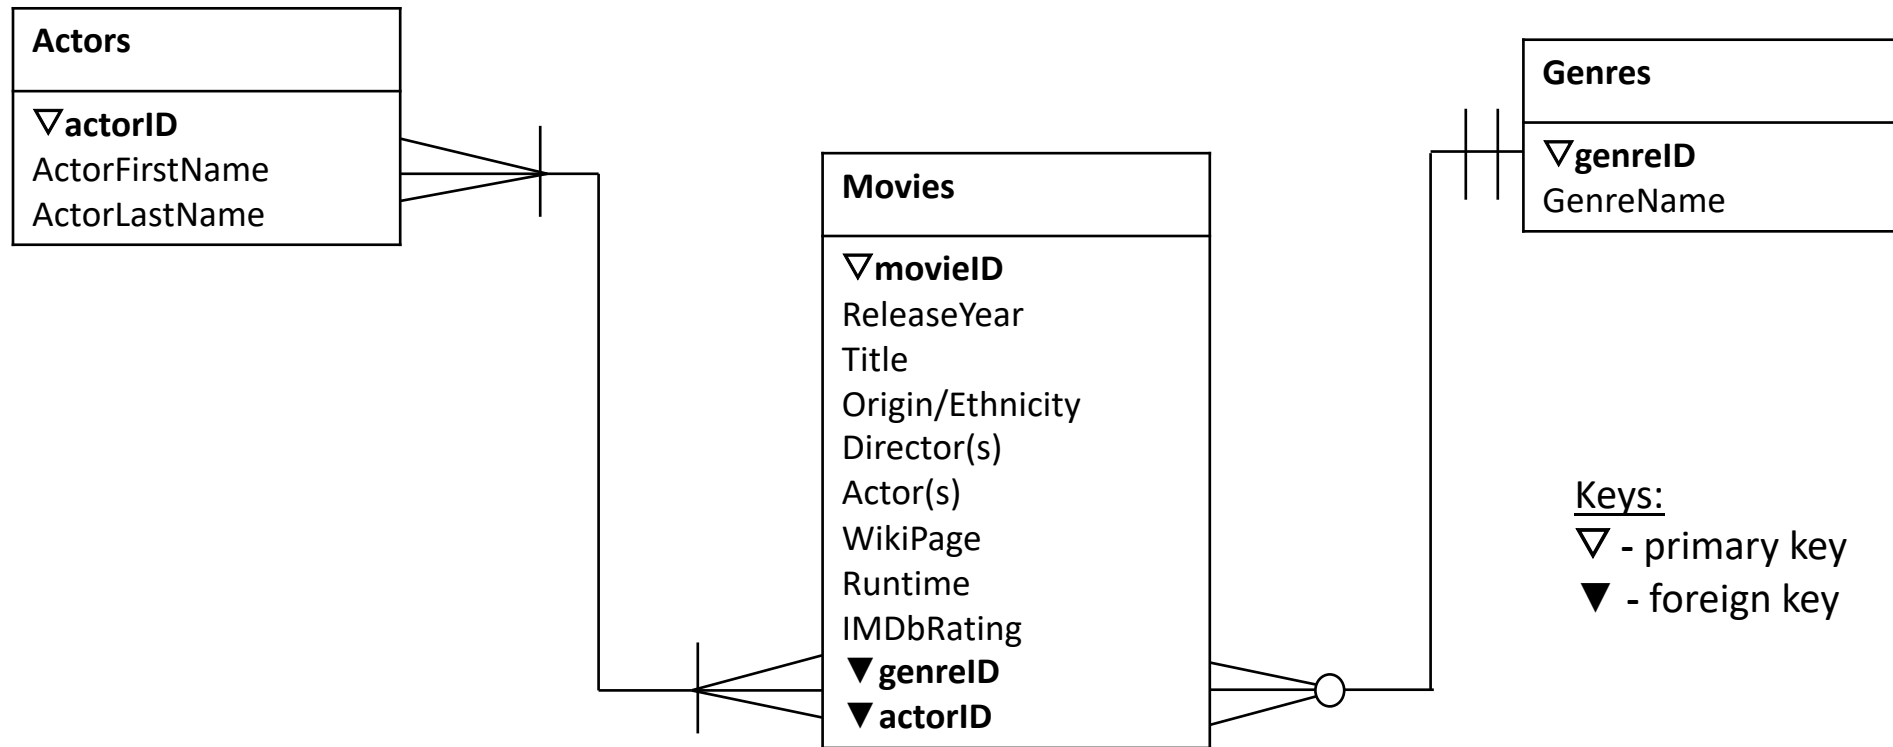 Actors
▽actorID
ActorFirstName
ActorLastName
Movies
▽movieID
ReleaseYear
Title
Origin/Ethnicity
Director(s)
Actor(s)
WikiPage
Runtime
IMDbRating
▼genreID
▼actorID
Genres
▽genreID
GenreName
Keys:
▽ - primary key
▼ - foreign key